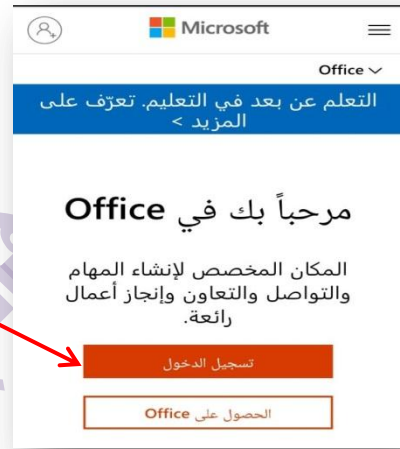 Microsoft
Office
التعلم عن بعد في التعليم. تعرّف على
المزيد >
مرحباً بك في Office
المكان المخصص لإنشاء المهام
والتواصل والتعاون وإنجاز أعمال
رائعة.
تسجيل الدخول
الحصول على Office